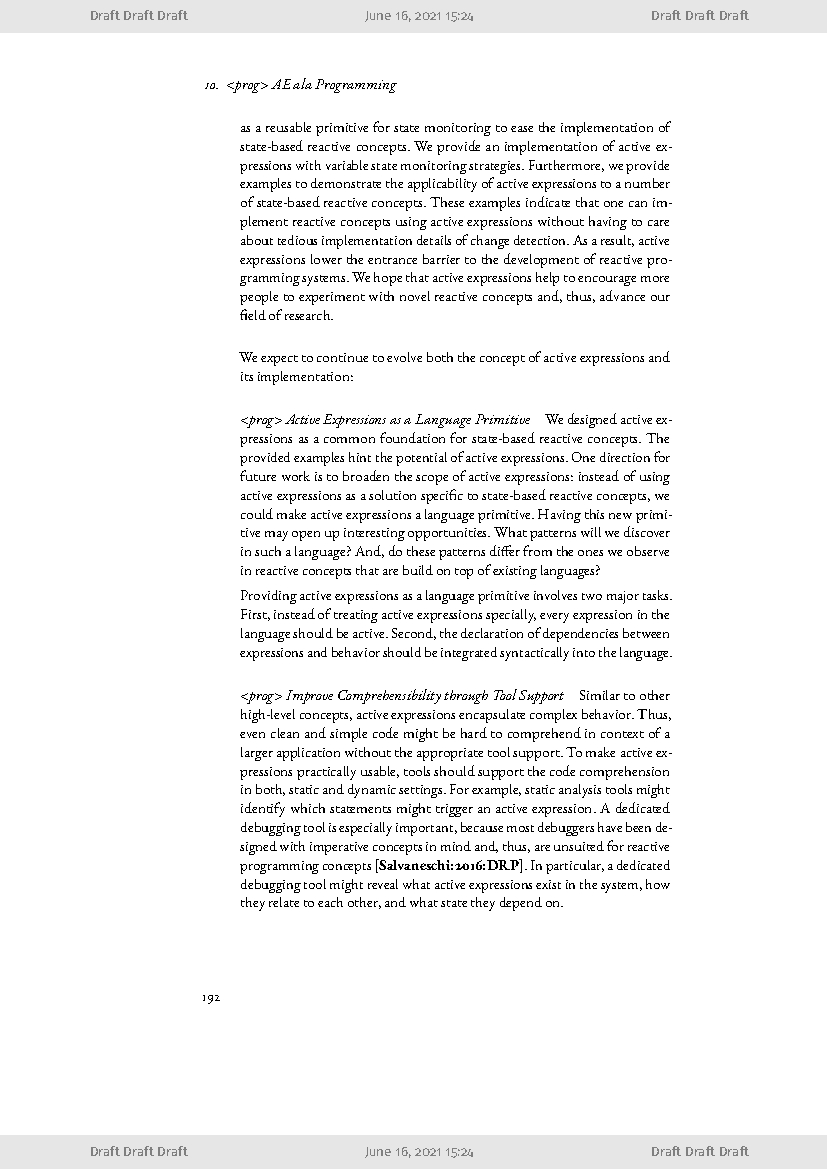 Draft Draft Draft June 16, 2021 15:24 Draft Draft Draft
10. <prog> AE ala Programming
as a reusable primitive for state monitoring to ease the implementation of
state-based reactive concepts. We provide an implementation of active ex-
pressions with variable state monitoring strategies. Furthermore, we provide
examples to demonstrate the applicability of active expressions to a number
of state-based reactive concepts. These examples indicate that one can im-
plement reactive concepts using active expressions without having to care
about tedious implementation details of change detection. As a result, active
expressions lower the entrance barrier to the development of reactive pro-
gramming systems. We hope that active expressions help to encourage more
people to experiment with novel reactive concepts and, thus, advance our
field of research.
We expect to continue to evolve both the concept of active expressions and
its implementation:
<prog> Active Expressions as a Language Primitive We designed active ex-
pressions as a common foundation for state-based reactive concepts. The
provided examples hint the potential of active expressions. One direction for
future work is to broaden the scope of active expressions: instead of using
active expressions as a solution specific to state-based reactive concepts, we
could make active expressions a language primitive. Having this new primi-
tive may open up interesting opportunities. What patterns will we discover
in such a language? And, do these patterns differ from the ones we observe
in reactive concepts that are build on top of existing languages?
Providing active expressions as a language primitive involves two major tasks.
First, instead of treating active expressions specially, every expression in the
language should be active. Second, the declaration of dependencies between
expressions and behavior should be integrated syntactically into the language.
<prog> Improve Comprehensibility through Tool Support Similar to other
high-level concepts, active expressions encapsulate complex behavior. Thus,
even clean and simple code might be hard to comprehend in context of a
larger application without the appropriate tool support. To make active ex-
pressions practically usable, tools should support the code comprehension
in both, static and dynamic settings. For example, static analysis tools might
identify which statements might trigger an active expression. A dedicated
debugging tool is especially important, because most debuggers have been de-
signed with imperative concepts in mind and, thus, are unsuited for reactive
programming concepts [Salvaneschi:2016:DRP]. In particular, a dedicated
debugging tool might reveal what active expressions exist in the system, how
they relate to each other, and what state they depend on.
192
Draft Draft Draft June 16, 2021 15:24 Draft Draft Draft